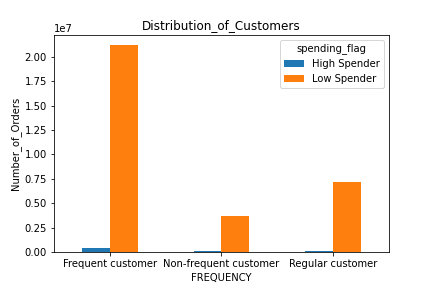 Distribution_of_Customers
1e7
spending_flag
High Spender
Low Spender
2.00
1.75
1.50
1.25
1.00
0.75
0.50
0.25
0.00
Number_of_Orders
Frequent customer Non-frequent customer Regular customer
FREQUENCY